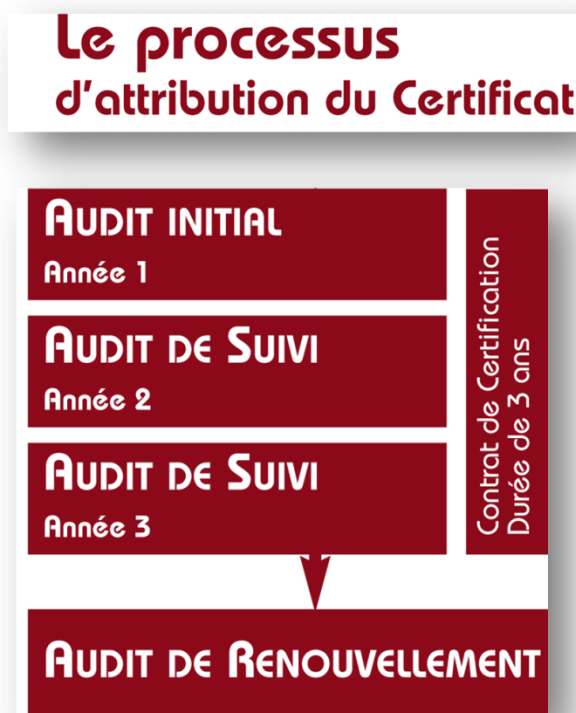 Le processus
d'attribution du Certificat
AUDIT INITIAL
Année 1
AUDIT DE SUIVI
Année 2
AUDIT DE SUIVI
Année 3
Contrat de Certification
Durée de 3 ans
AUDIT DE RENOUVELLEMENT